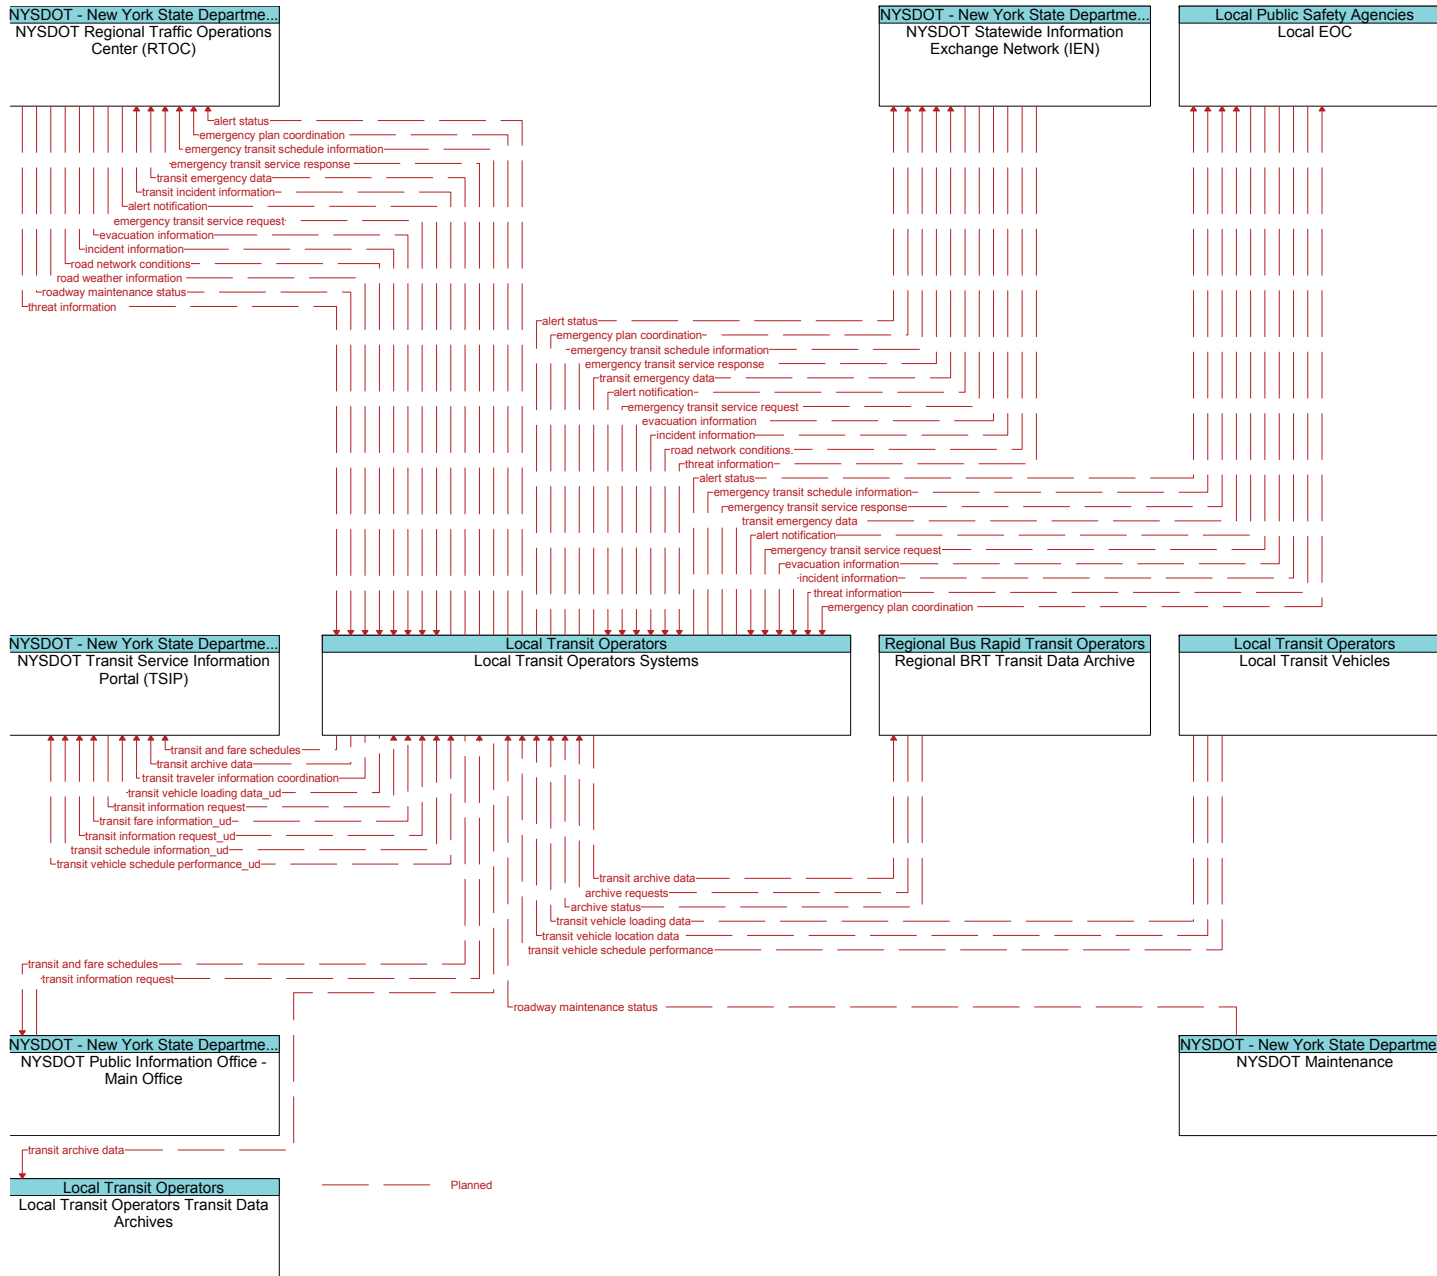 NYSDOT - New York State Departme...
NYSDOT Regional Traffic Operations
Center (RTOC)
NYSDOT - New York State Departme...
NYSDOT Statewide Information
Exchange Network (IEN)
Local Public Safety Agencies
Local EOC
alert status
emergency plan coordination
emergency transit schedule information
emergency transit service response
transit emergency data
transit incident information
alert notification
emergency transit service request
evacuation information
incident information
road network conditions
road weather information
roadway maintenance status
threat information
alert status
emergency plan coordination
emergency transit schedule information
emergency transit service response
transit emergency data
alert notification
emergency transit service request
evacuation information
incident information
road network conditions
threat information
alert status
emergency transit schedule information
emergency transit service response
transit emergency data
alert notification
emergency transit service request
evacuation information
incident information
threat information
emergency plan coordination
NYSDOT - New York State Departme...
NYSDOT Transit Service Information
Portal (TSIP)
Local Transit Operators
Local Transit Operators Systems
Regional Bus Rapid Transit Operators
Regional BRT Transit Data Archive
Local Transit Operators
Local Transit Vehicles
transit and fare schedules
transit archive data
transit traveler information coordination
transit vehicle loading data_ud
transit information request
transit fare information_ud
transit information request_ud
transit schedule information_ud
transit vehicle schedule performance_ud
transit archive data
archive requests
archive status
transit vehicle loading data
transit vehicle location data
transit vehicle schedule performance
transit and fare schedules
transit information request
roadway maintenance status
NYSDOT - New York State Departme...
NYSDOT Public Information Office -
Main Office
NYSDOT - New York State Departme
NYSDOT Maintenance
transit archive data
Local Transit Operators
Local Transit Operators Transit Data
Archives
Planned